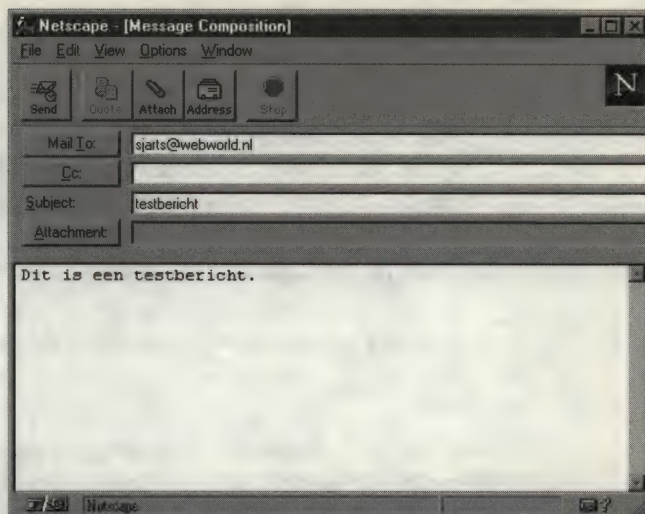 Netscape - [Message Composition]
File Edit View Options Window
Send Quote Attach Address Stop
N
Mail To: sjarts@webworld.nl
Cc:
Subject: testbericht
Attachment:
Dit is een testbericht.
Netscape